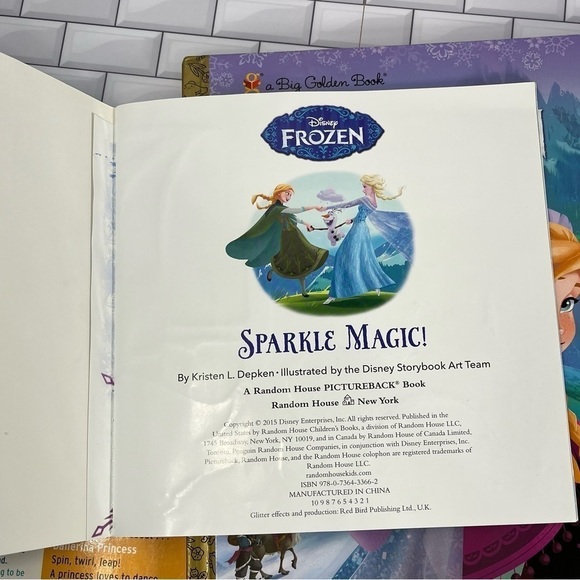 a Big Golden Book®
Disney
FROZEN
SPARKLE MAGIC!
By Kristen L. Depken • Illustrated by the Disney Storybook Art Team
A Random House PICTUREBACK® Book
Random House New York
Copyright © 2015 Disney Enterprises, Inc. All rights reserved. Published in the
United States by Random House Children's Books, a division of Random House LLC,
1745 Broadway, New York, NY 10019, and in Canada by Random House of Canada Limited,
Toronto, Penguin Random House Companies, in conjunction with Disney Enterprises, Inc.
Pictureback, Random House, and the Random House colophon are registered trademarks of
Random House LLC.
randomhousekids.com
ISBN 978-0-7364-3366-2
MANUFACTURED IN CHINA
10 9 8 7 6 5 4 3 2 1
Glitter effects and production: Red Bird Publishing Ltd., U.K.
Ballerina Princess
Spin, twirl, leap!
A princess loves to dance
ng to be